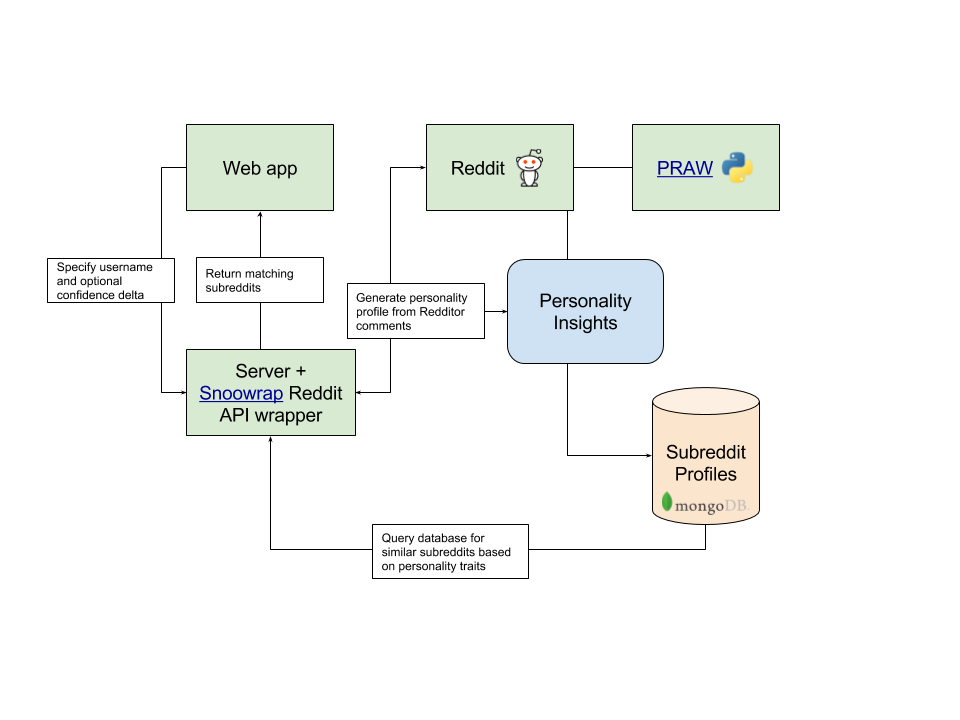 Web app
Reddit
PRAW
Specify username
and optional
confidence delta
Return matching
subreddits
Generate personality
profile from Redditor
comments
Personality
Insights
Server +
Snoowrap Reddit
API wrapper
Subreddit
Profiles
mongoDB
Query database for
similar subreddits based
on personality traits